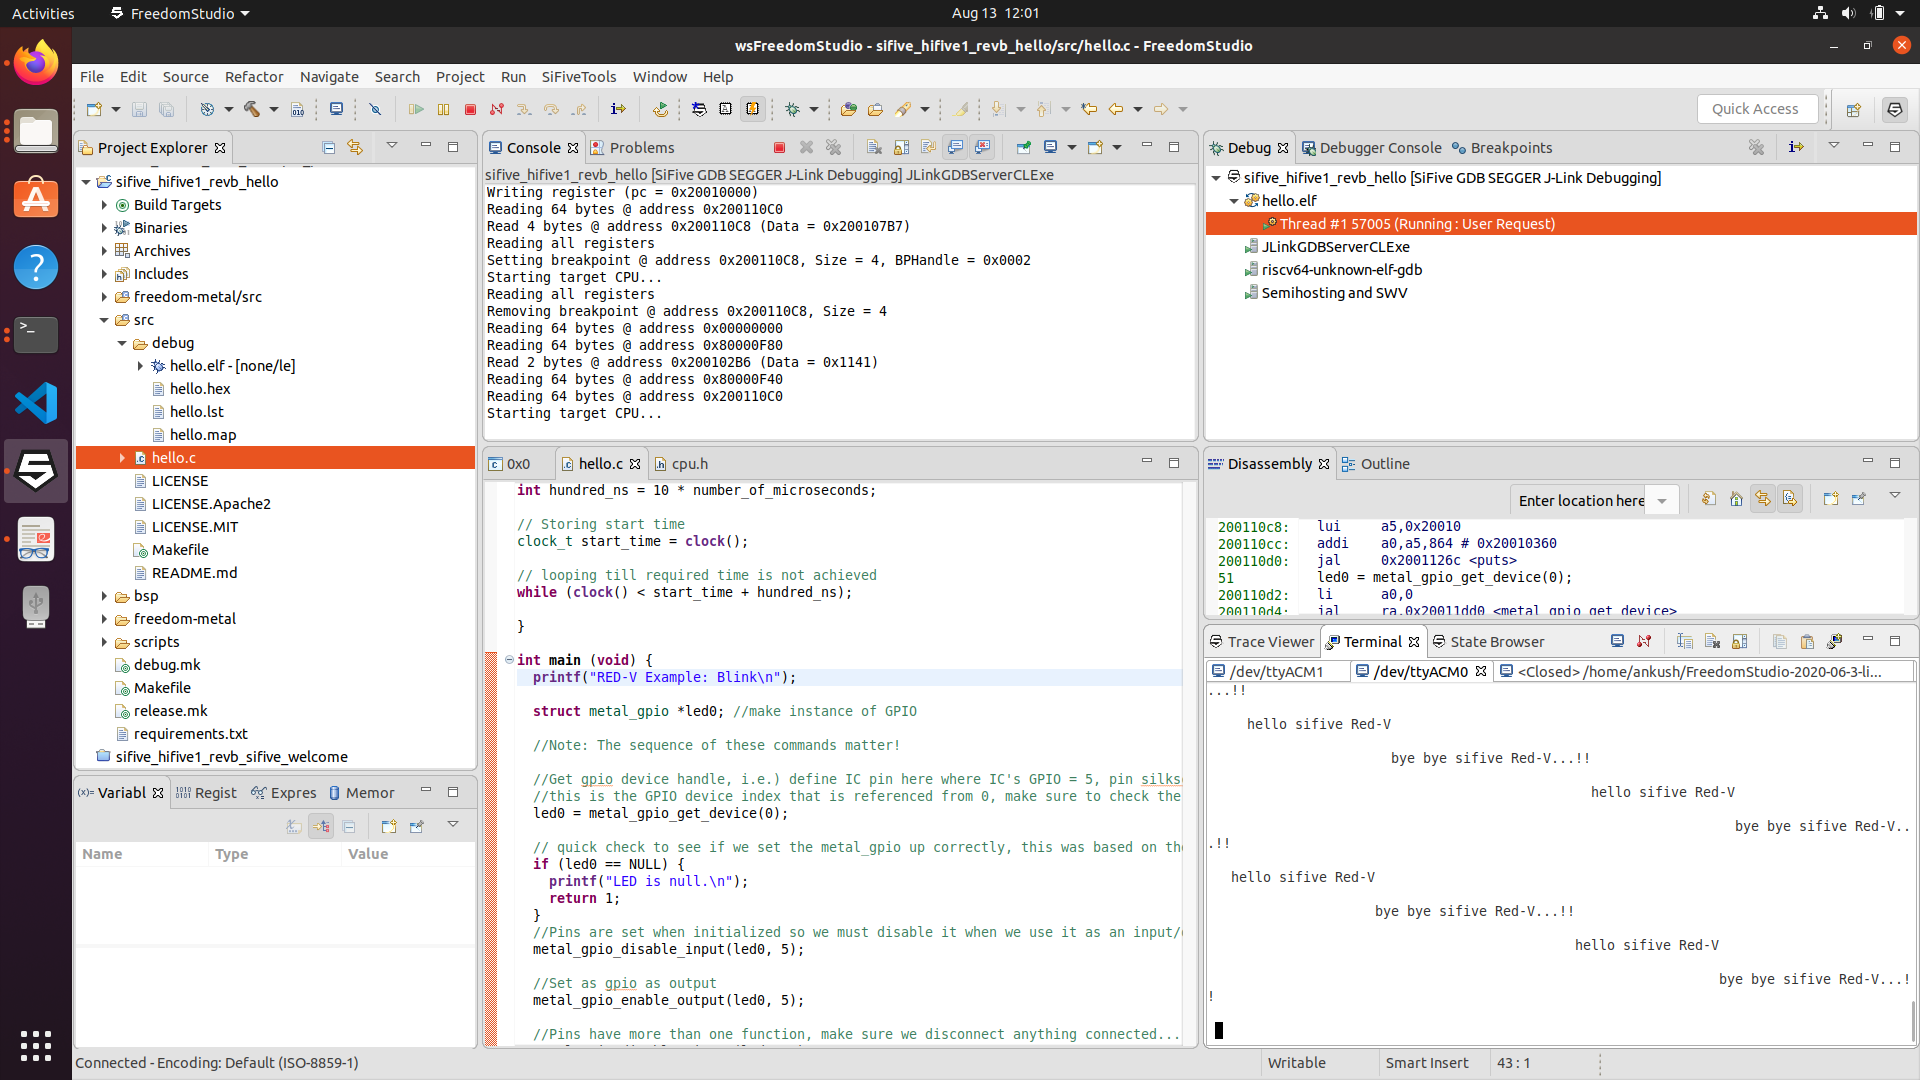 Activities
FreedomStudio
Aug 13 12:01
wsFreedomStudio - sifive_hifive1_revb_hello/src/hello.c - FreedomStudio
File Edit Source Refactor Navigate Search Project Run SiFiveTools Window Help
Quick Access
Project Explorer
sifive_hifive1_revb_hello
Build Targets
Binaries
Archives
Includes
freedom-metal/src
src
debug
hello.elf - [none/le]
hello.hex
hello.lst
hello.map
hello.c
LICENSE
LICENSE.Apache2
LICENSE.MIT
Makefile
README.md
bsp
freedom-metal
scripts
debug.mk
Makefile
release.mk
requirements.txt
sifive_hifive1_revb_sifive_welcome
Variabl Regist Expres Memor
Name Type Value
Console Problems
sifive_hifive1_revb_hello [SiFive GDB SEGGER J-Link Debugging] JLinkGDBServerCLExe
Writing register (pc = 0x20010000)
Reading 64 bytes @ address 0x200110C0
Read 4 bytes @ address 0x200110C8 (Data = 0x200107B7)
Reading all registers
Setting breakpoint @ address 0x200110C8, Size = 4, BPHandle = 0x0002
Starting target CPU...
Reading all registers
Removing breakpoint @ address 0x200110C8, Size = 4
Reading 64 bytes @ address 0x00000000
Reading 64 bytes @ address 0x80000F80
Read 2 bytes @ address 0x200102B6 (Data = 0x1141)
Reading 64 bytes @ address 0x80000F40
Reading 64 bytes @ address 0x200110C0
Starting target CPU...
0x0 hello.c cpu.h
int hundred_ns = 10 * number_of_microseconds;
// Storing start time
clock_t start_time = clock();
// looping till required time is not achieved
while (clock() < start_time + hundred_ns);
}
int main (void) {
printf("RED-V Example: Blink\n");
struct metal_gpio *led0; //make instance of GPIO
//Note: The sequence of these commands matter!
//Get gpio device handle, i.e.) define IC pin here where IC's GPIO = 5, pin silks
//this is the GPIO device index that is referenced from 0, make sure to check the
led0 = metal_gpio_get_device(0);
// quick check to see if we set the metal_gpio up correctly, this was based on th
if (led0 == NULL) {
printf("LED is null.\n");
return 1;
}
//Pins are set when initialized so we must disable it when we use it as an input/
metal_gpio_disable_input(led0, 5);
//Set as gpio as output
metal_gpio_enable_output(led0, 5);
//Pins have more than one function, make sure we disconnect anything connected...
Debug Debugger Console Breakpoints
sifive_hifive1_revb_hello [SiFive GDB SEGGER J-Link Debugging]
hello.elf
Thread #1 57005 (Running : User Request)
JLinkGDBServerCLExe
riscv64-unknown-elf-gdb
Semihosting and SWV
Disassembly Outline
Enter location here
200110c8: lui a5,0x20010
200110cc: addi a0,a5,864 # 0x20010360
200110d0: jal 0x2001126c <puts>
51 led0 = metal_gpio_get_device(0);
200110d2: li a0,0
200110d4: jal ra,0x20011dd0 <metal_gpio_get_device>
Trace Viewer Terminal State Browser
/dev/ttyACM1 /dev/ttyACM0 <Closed> /home/ankush/FreedomStudio-2020-06-3-li...
...!!
hello sifive Red-V
bye bye sifive Red-V...!!
hello sifive Red-V
bye bye sifive Red-V..
.!!
hello sifive Red-V
bye bye sifive Red-V...!!
hello sifive Red-V
bye bye sifive Red-V...!
!
Connected - Encoding: Default (ISO-8859-1)
Writable Smart Insert 43 : 1